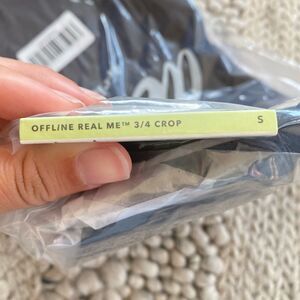 OFFLINE REAL ME™ 3/4 CROP S